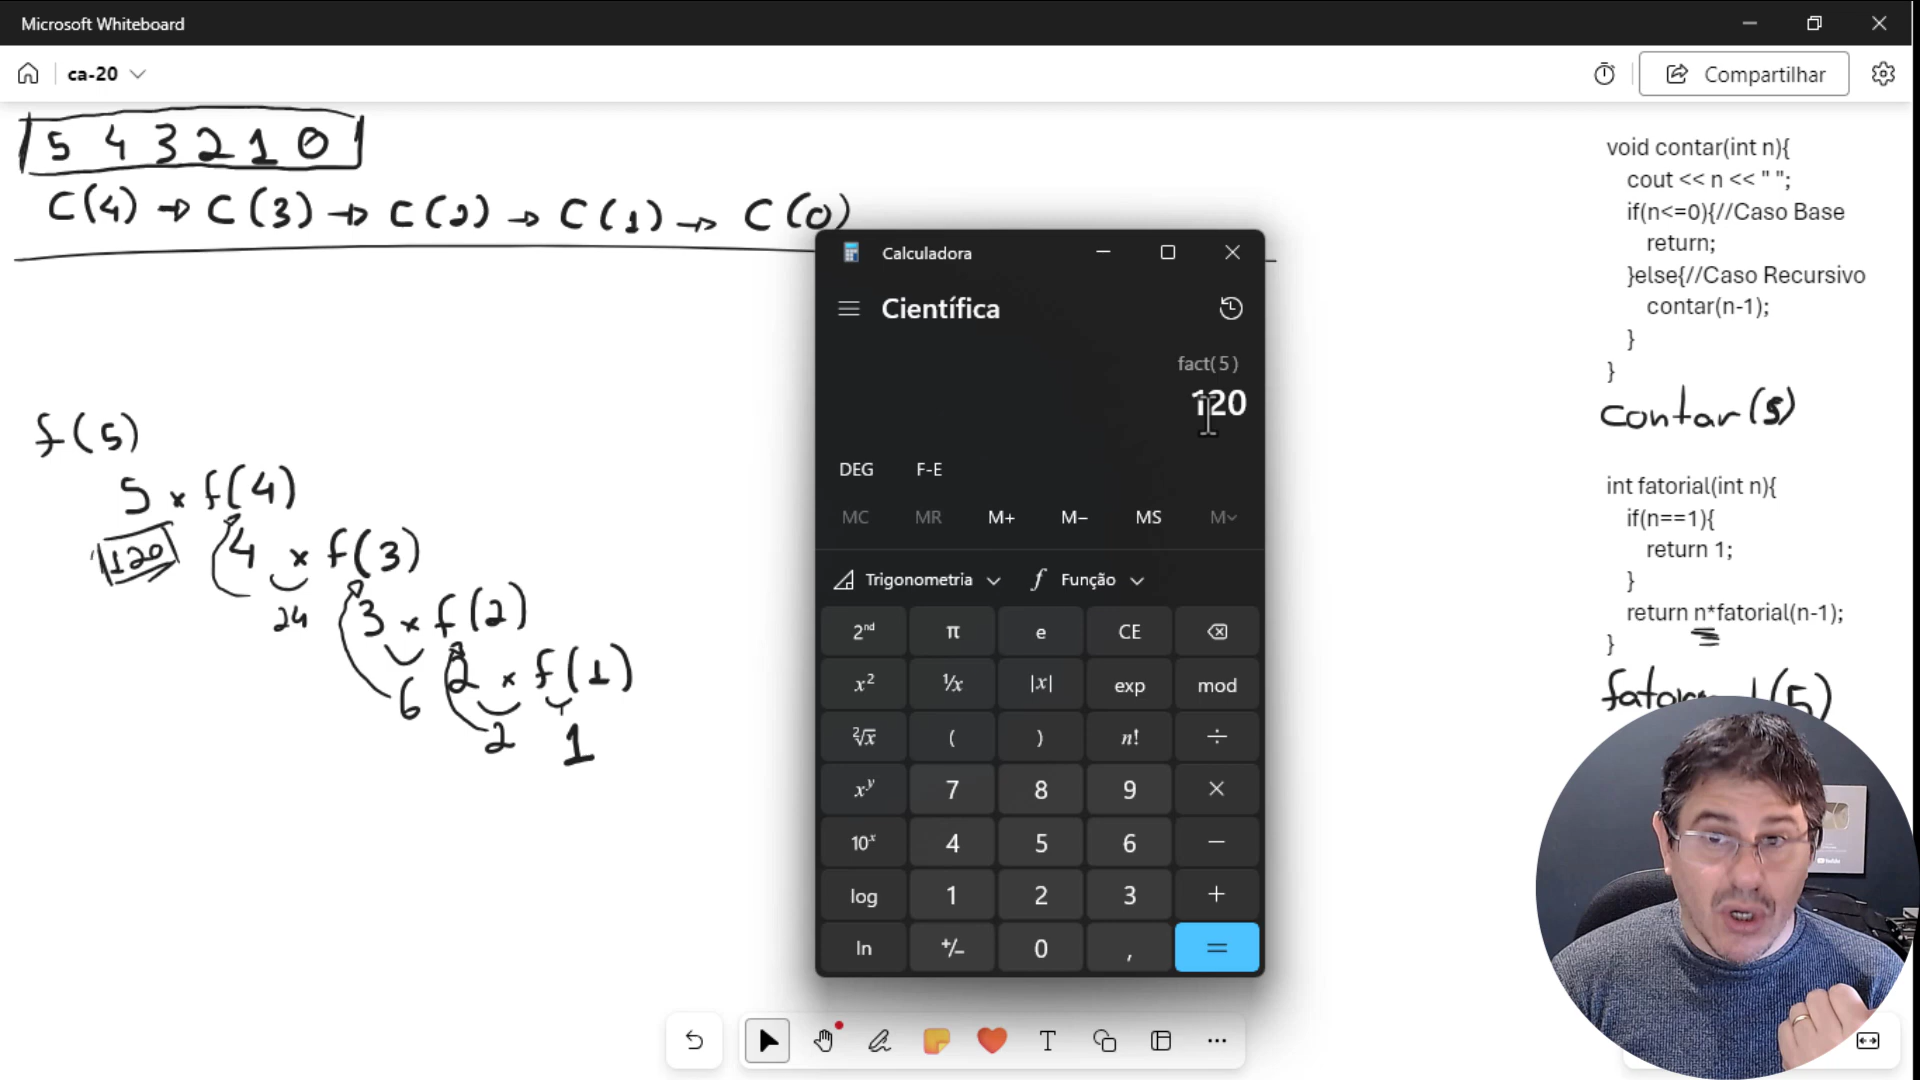 Microsoft Whiteboard
ca-20
Compartilhar
5 4 3 2 1 0
C(4) → C(3) → C(2) → C(1) → C(0)
f(5)
5 x f(4)
120
4 x f(3)
24
3 x f(2)
6
2 x f(1)
2 1
Calculadora
Científica
fact(5)
120
DEG F-E
MC MR M+ M− MS M
Trigonometria f Função
2nd π e CE
x² ¹/x |x| exp mod
²√x ( ) n! ÷
xʸ 7 8 9 ×
10ˣ 4 5 6 −
log 1 2 3 +
ln +/− 0 , =
void contar(int n){
cout << n << " ";
if(n<=0){//Caso Base
return;
}else{//Caso Recursivo
contar(n-1);
}
}
contar(5)
int fatorial(int n){
if(n==1){
return 1;
}
return n*fatorial(n-1);
}
(5)
T